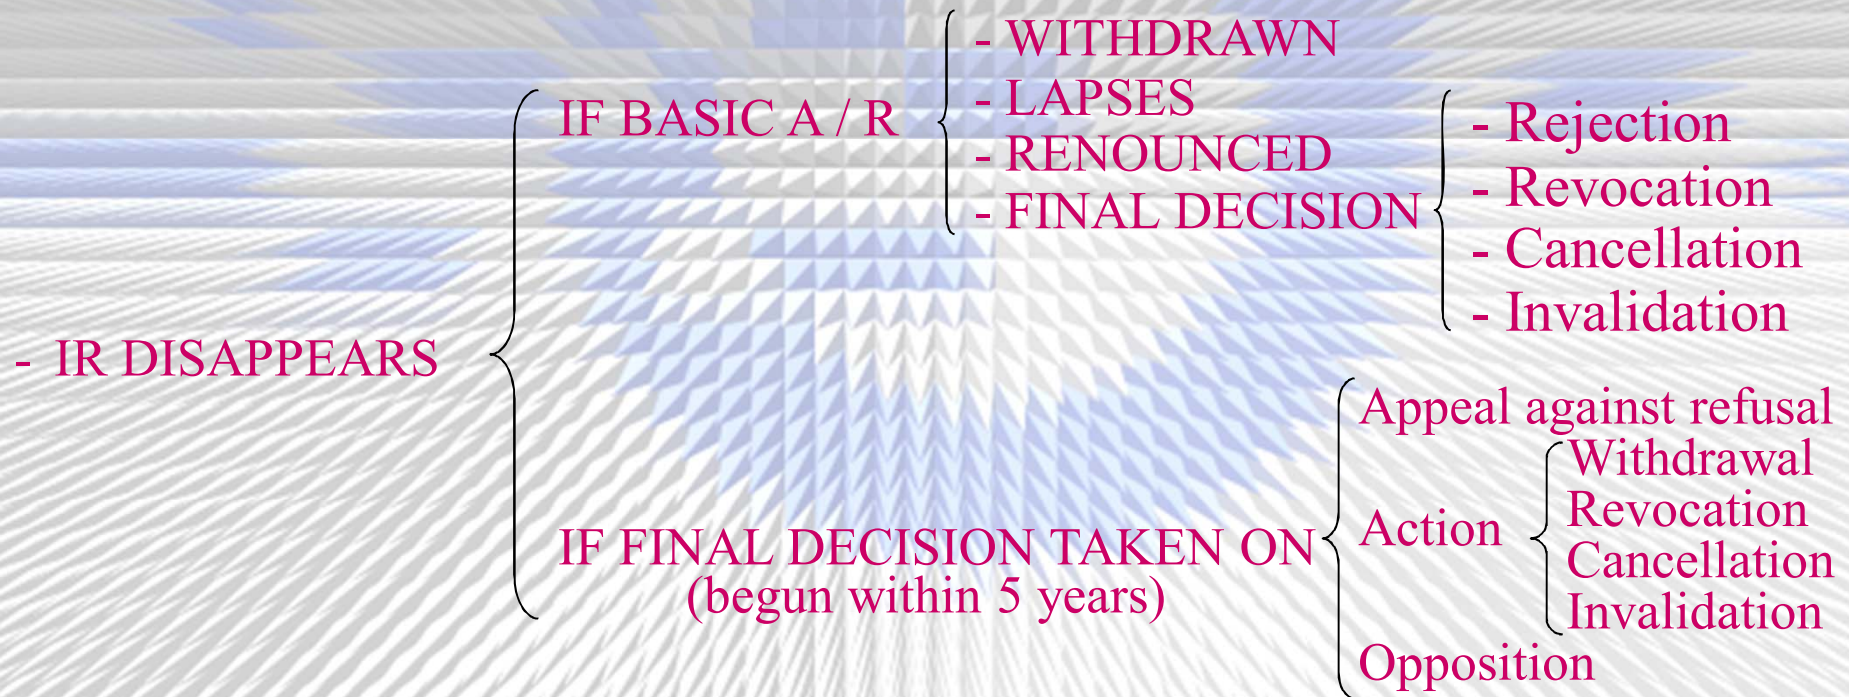 - IR DISAPPEARS
IF BASIC A / R
- WITHDRAWN
- LAPSES
- RENOUNCED
- FINAL DECISION
- Rejection
- Revocation
- Cancellation
- Invalidation
IF FINAL DECISION TAKEN ON
(begun within 5 years)
Appeal against refusal
Action
Withdrawal
Revocation
Cancellation
Invalidation
Opposition